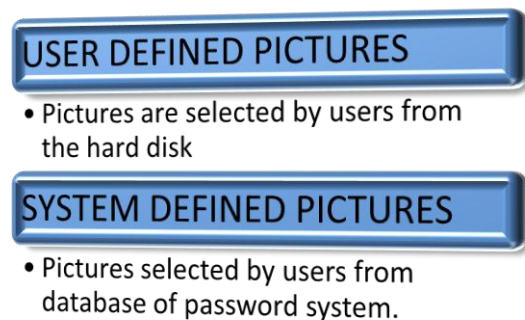 USER DEFINED PICTURES
• Pictures are selected by users from
the hard disk
SYSTEM DEFINED PICTURES
• Pictures selected by users from
database of password system.